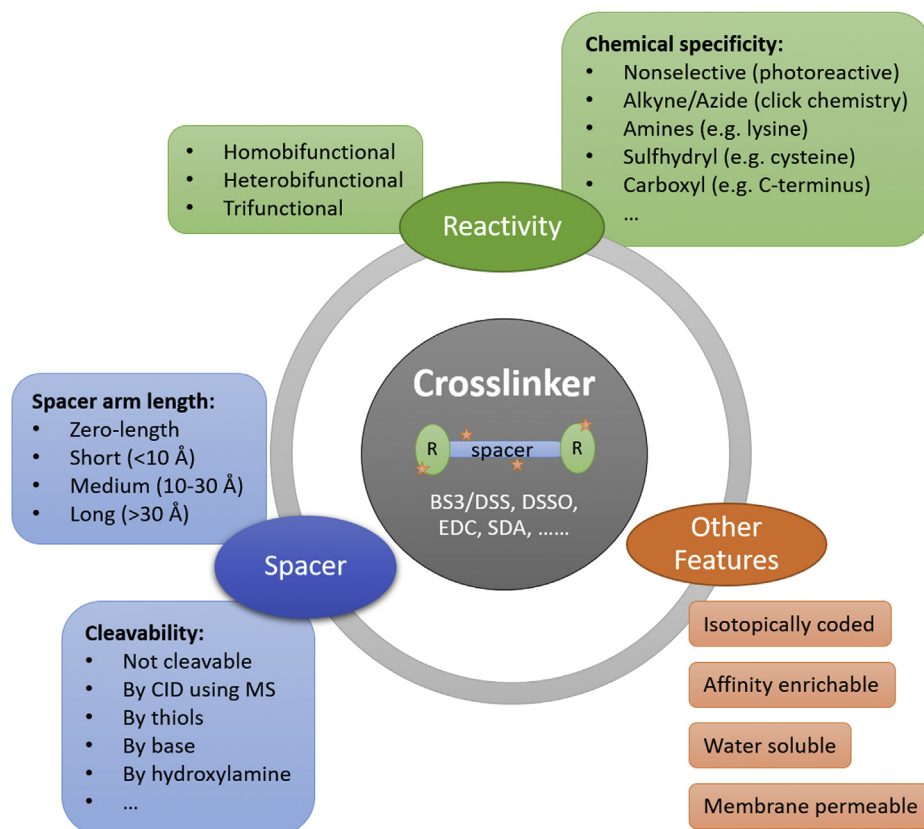 Chemical specificity:
• Nonselective (photoreactive)
• Alkyne/Azide (click chemistry)
• Amines (e.g. lysine)
• Sulfhydryl (e.g. cysteine)
• Carboxyl (e.g. C-terminus)
...
• Homobifunctional
• Heterobifunctional
• Trifunctional
Reactivity
Crosslinker
R spacer R
BS3/DSS, DSSO,
EDC, SDA, ......
Spacer arm length:
• Zero-length
• Short (<10 Å)
• Medium (10-30 Å)
• Long (>30 Å)
Spacer
Cleavability:
• Not cleavable
• By CID using MS
• By thiols
• By base
• By hydroxylamine
• ...
Other
Features
Isotopically coded
Affinity enrichable
Water soluble
Membrane permeable